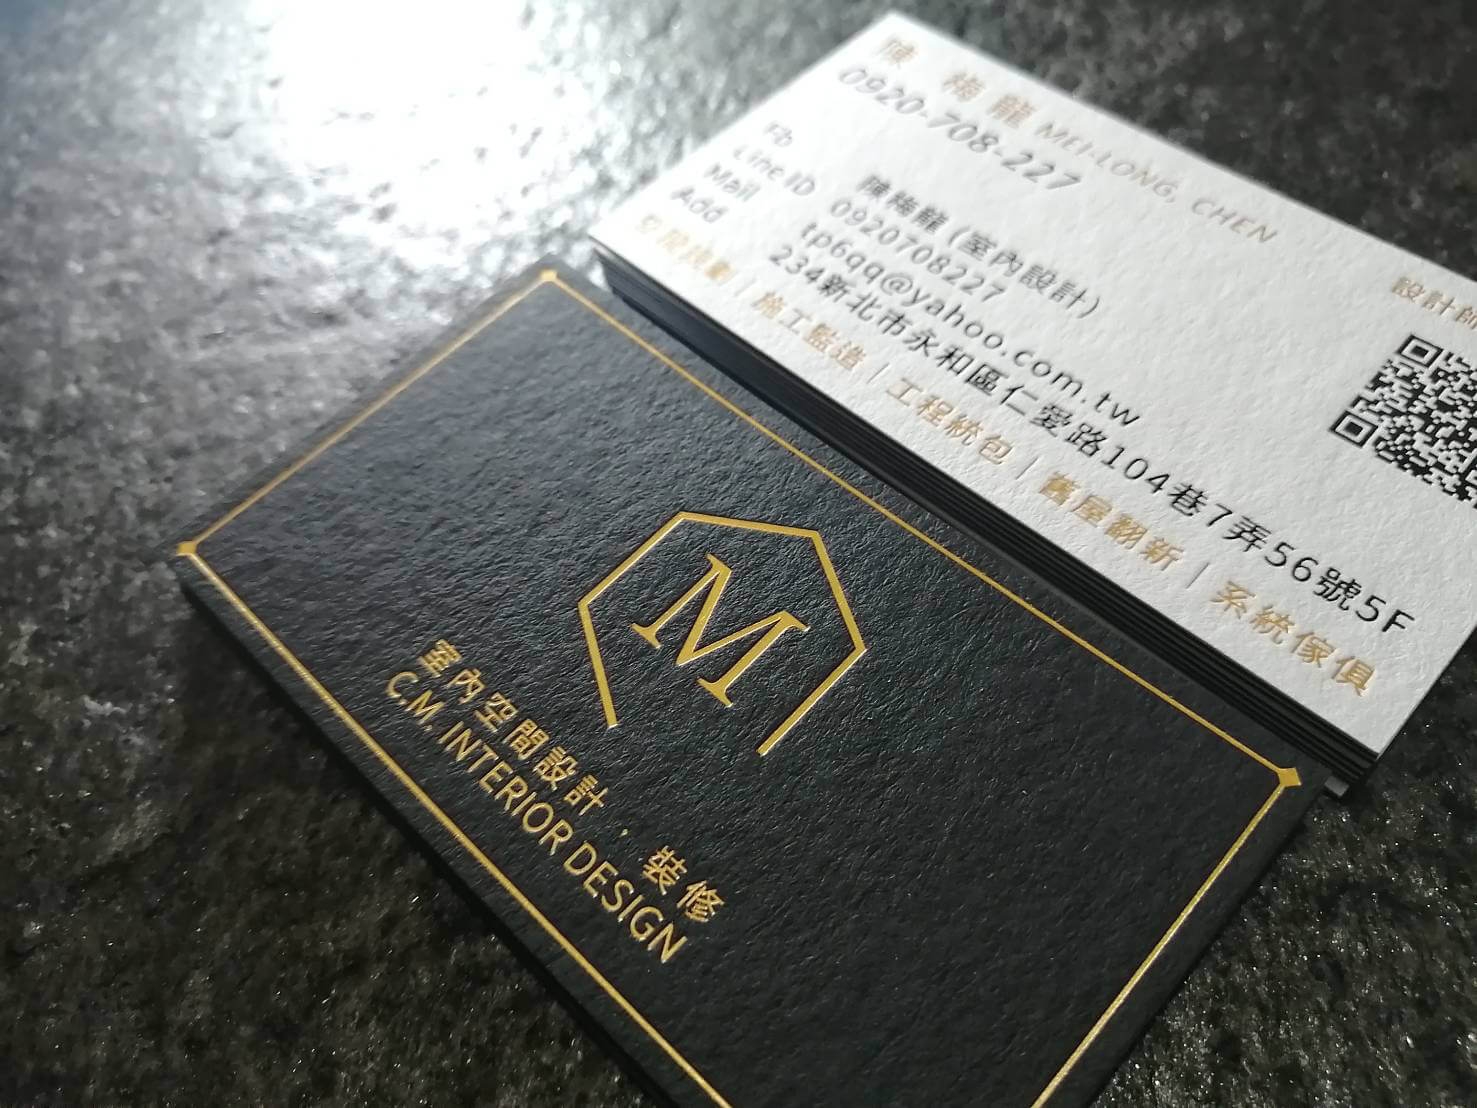 陳 梅 龍 MEI-LONG, CHEN
0920-708-227
設計師
Fb 陳梅龍 (室內設計)
Line ID 0920708227
Mail tp6qq@yahoo.com.tw
Add 234新北市永和區仁愛路104巷7弄56號5F
空間規劃 | 施工監造 | 工程統包 | 舊屋翻新 | 系統傢俱
M
室內空間設計．裝修
C.M. INTERIOR DESIGN